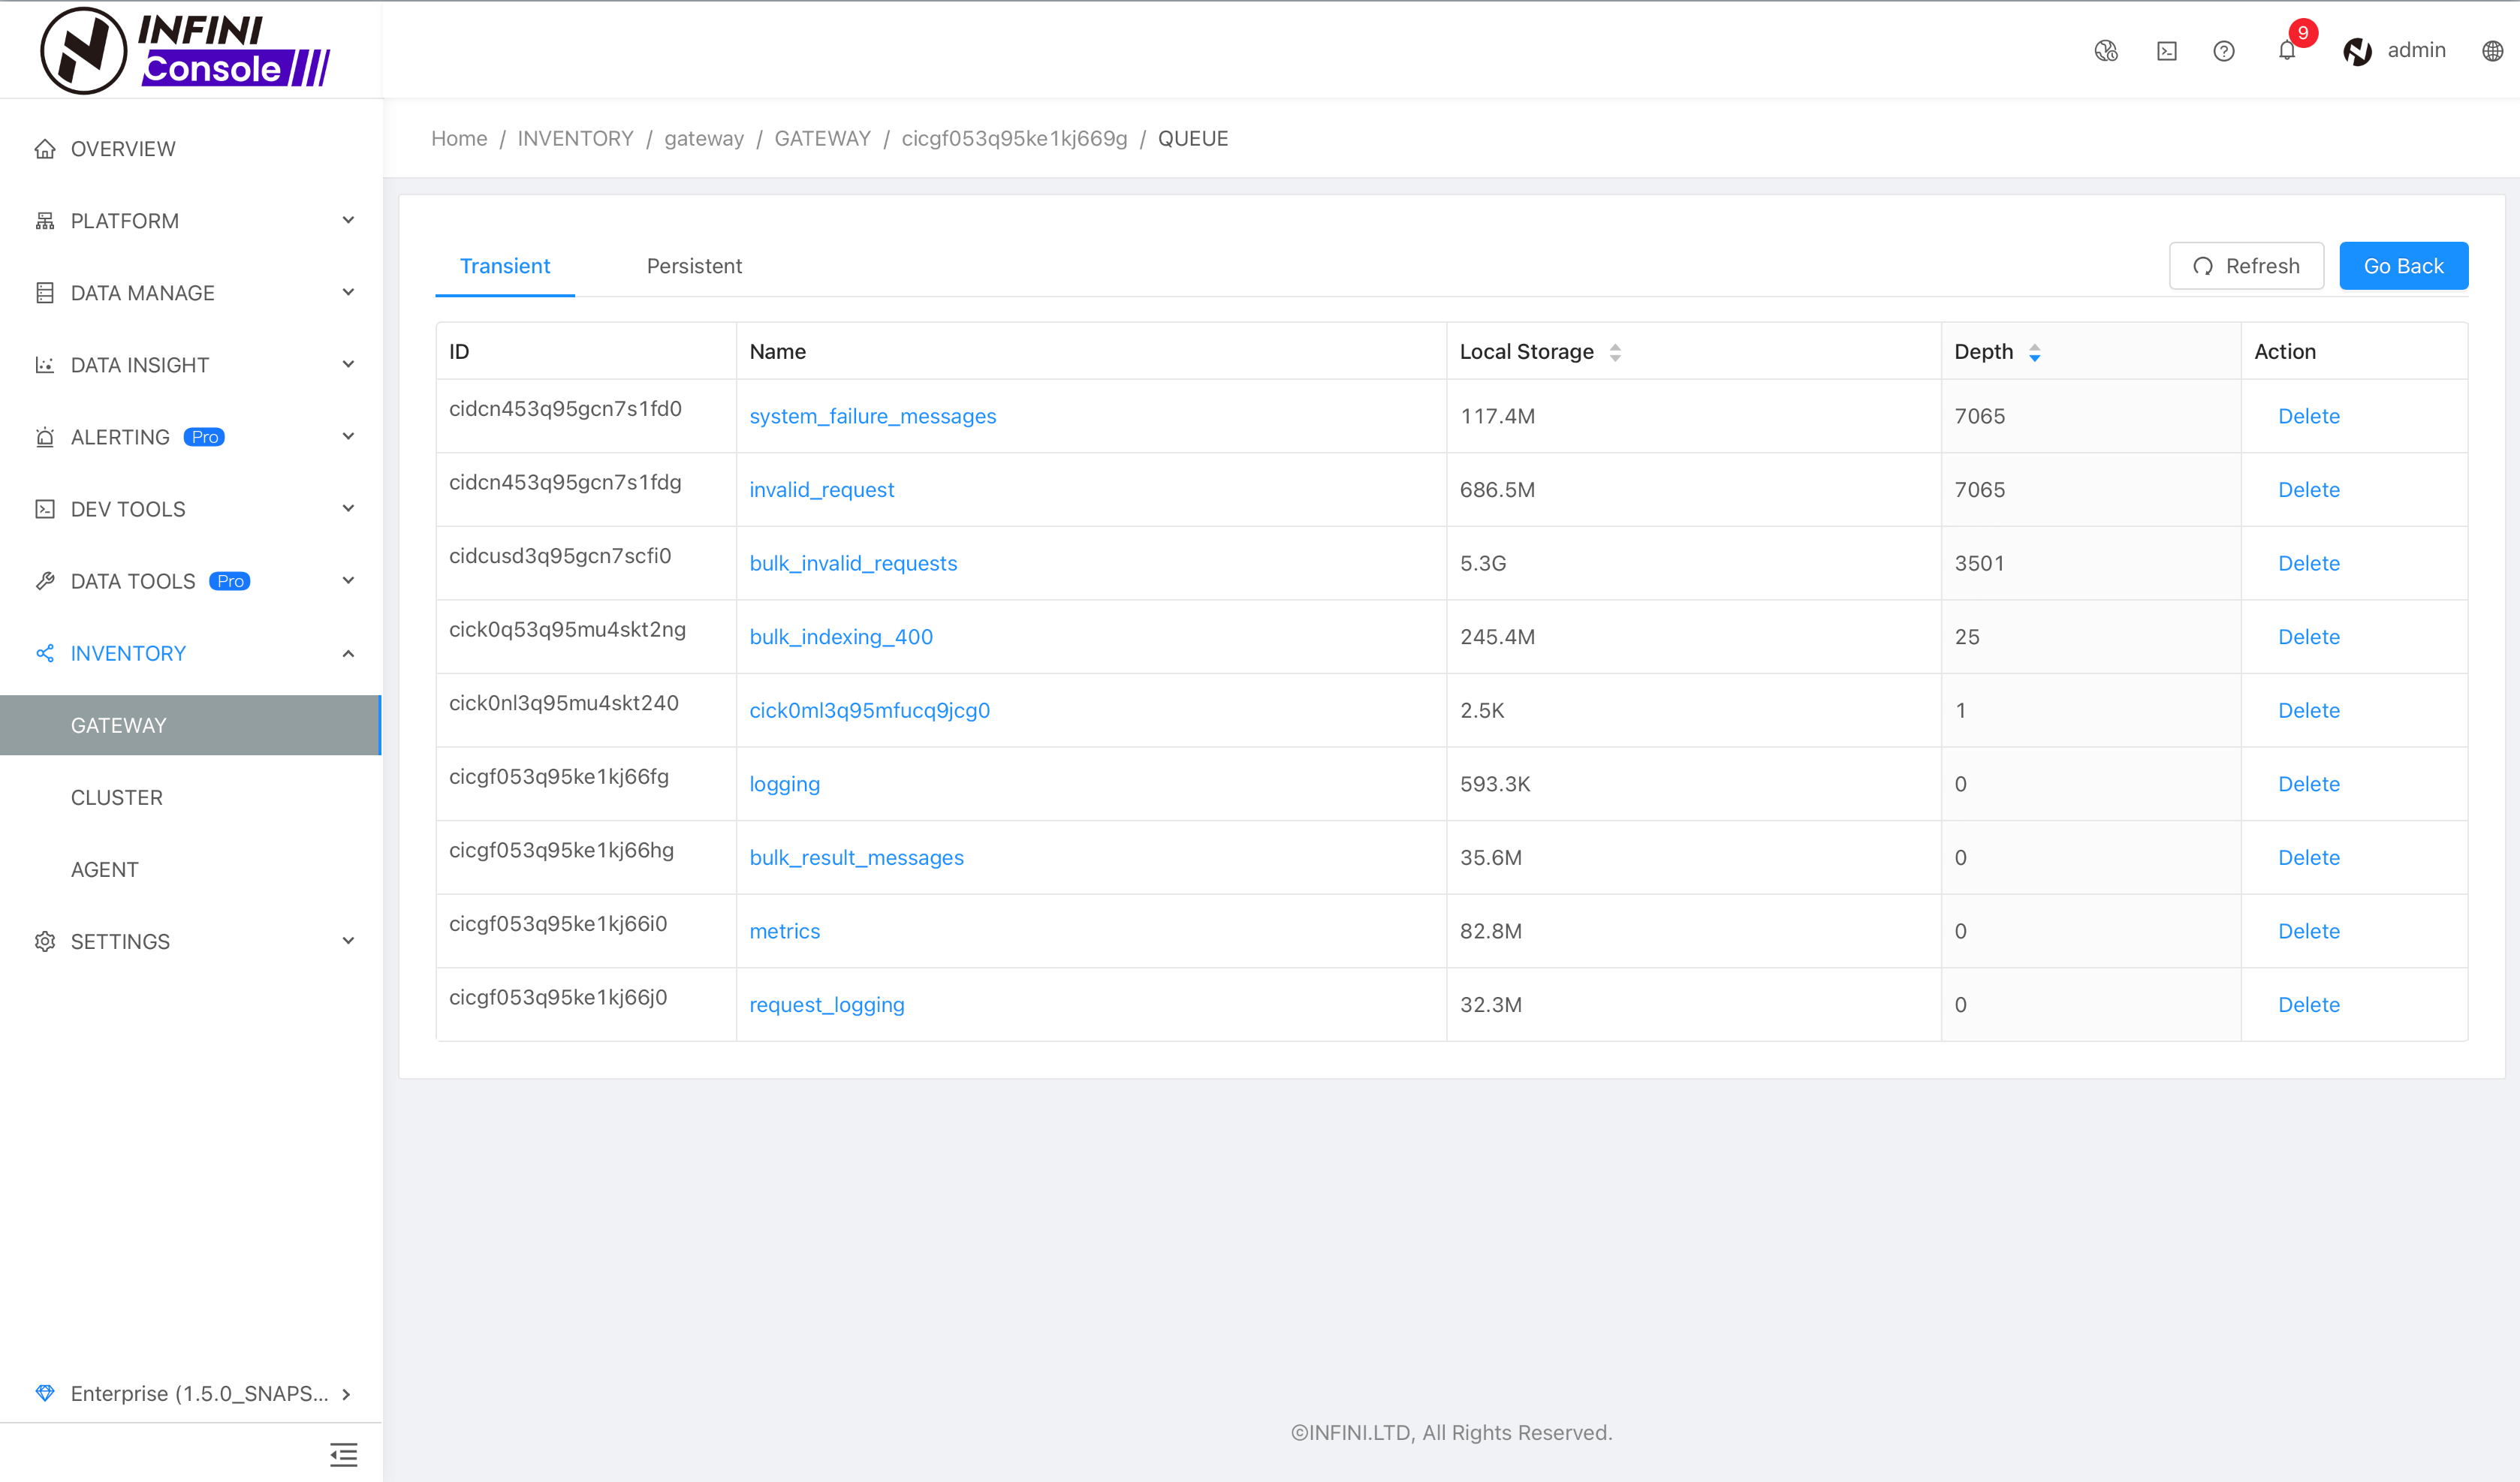 INFINI
Console
9
admin
OVERVIEW
PLATFORM
DATA MANAGE
DATA INSIGHT
ALERTING Pro
DEV TOOLS
DATA TOOLS Pro
INVENTORY
GATEWAY
CLUSTER
AGENT
SETTINGS
Enterprise (1.5.0_SNAPS...
Home / INVENTORY / gateway / GATEWAY / cicgf053q95ke1kj669g / QUEUE
Transient Persistent Refresh Go Back
ID Name Local Storage Depth Action
cidcn453q95gcn7s1fd0 system_failure_messages 117.4M 7065 Delete
cidcn453q95gcn7s1fdg invalid_request 686.5M 7065 Delete
cidcusd3q95gcn7scfi0 bulk_invalid_requests 5.3G 3501 Delete
cick0q53q95mu4skt2ng bulk_indexing_400 245.4M 25 Delete
cick0nl3q95mu4skt240 cick0ml3q95mfucq9jcg0 2.5K 1 Delete
cicgf053q95ke1kj66fg logging 593.3K 0 Delete
cicgf053q95ke1kj66hg bulk_result_messages 35.6M 0 Delete
cicgf053q95ke1kj66i0 metrics 82.8M 0 Delete
cicgf053q95ke1kj66j0 request_logging 32.3M 0 Delete
©INFINI.LTD, All Rights Reserved.